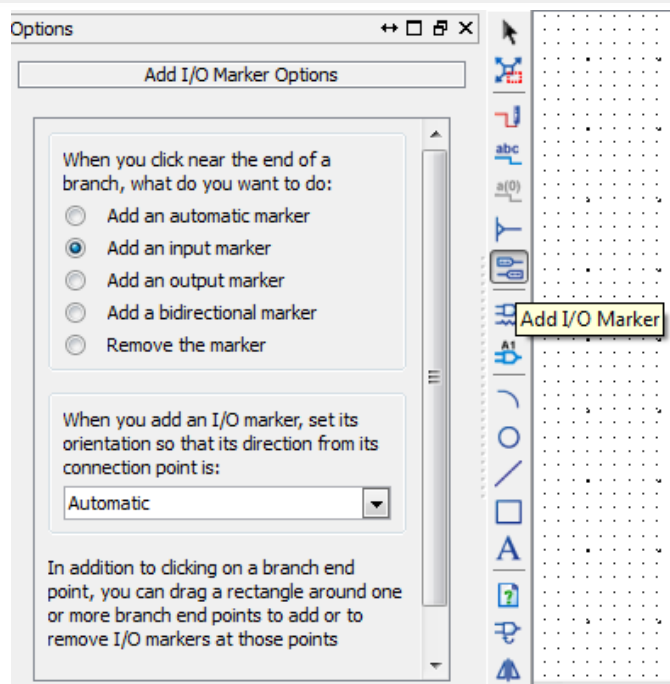 Options
Add I/O Marker Options
When you click near the end of a
branch, what do you want to do:
Add an automatic marker
Add an input marker
Add an output marker
Add a bidirectional marker
Remove the marker
When you add an I/O marker, set its
orientation so that its direction from its
connection point is:
Automatic
In addition to clicking on a branch end
point, you can drag a rectangle around one
or more branch end points to add or to
remove I/O markers at those points
abc
a(0)
Add I/O Marker
A1
A
?